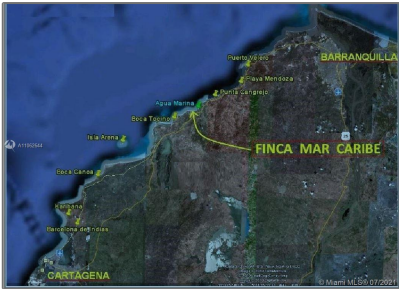 Puerto Velero
BARRANQUILLA
Playa Mendoza
Punta Cangrejo
Agua Marina
Boca Tocino
Isla Arena
FINCA MAR CARIBE
A11052544
Boca Canoa
Barcelona de Indias
CARTAGENA
© Miami MLS® 07/2021